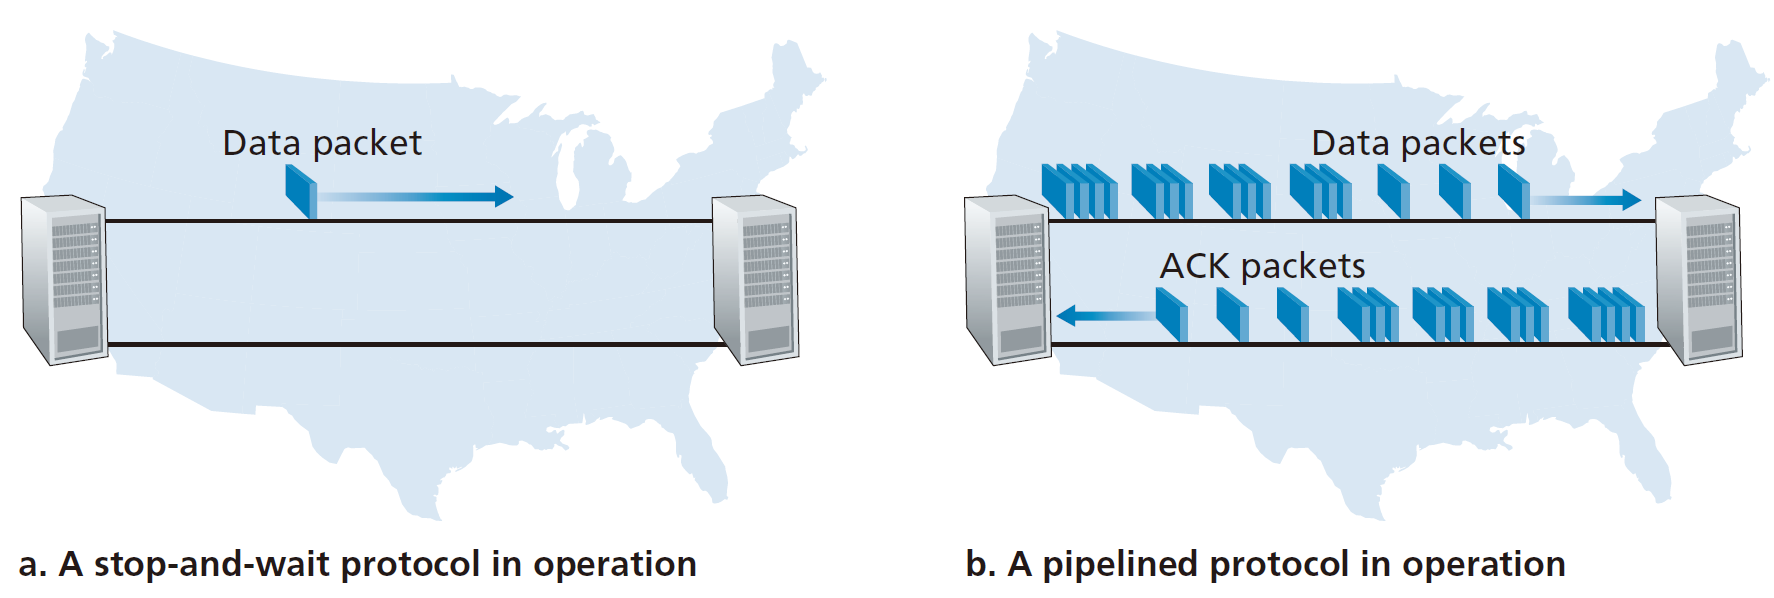 Data packet
a. A stop-and-wait protocol in operation
Data packets
ACK packets
b. A pipelined protocol in operation